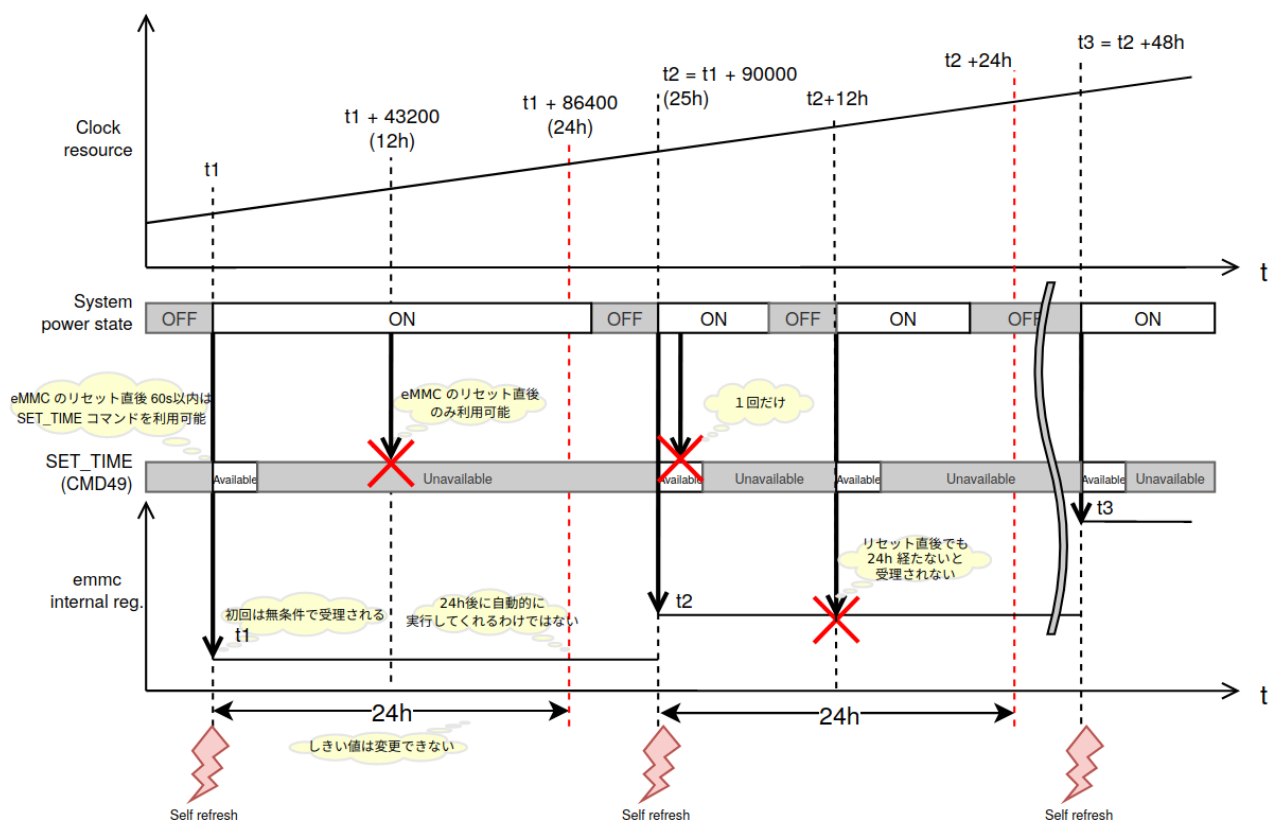 t3 = t2 +48h
t2 +24h
t2 = t1 + 90000
(25h)
t2+12h
t1 + 86400
(24h)
t1 + 43200
(12h)
Clock
resource
t1
t
System
power state
OFF
ON
OFF
ON
OFF
ON
OFF
ON
eMMC のリセット直後 60s以内は
SET_TIME コマンドを利用可能
eMMC のリセット直後
のみ利用可能
１回だけ
SET_TIME
(CMD49)
Available
Unavailable
Available
Unavailable
Available
Unavailable
Available
Unavailable
t3
リセット直後でも
24h 経たないと
受理されない
emmc
internal reg.
初回は無条件で受理される
t1
24h後に自動的に
実行してくれるわけではない
t2
t
24h
24h
しきい値は変更できない
Self refresh
Self refresh
Self refresh